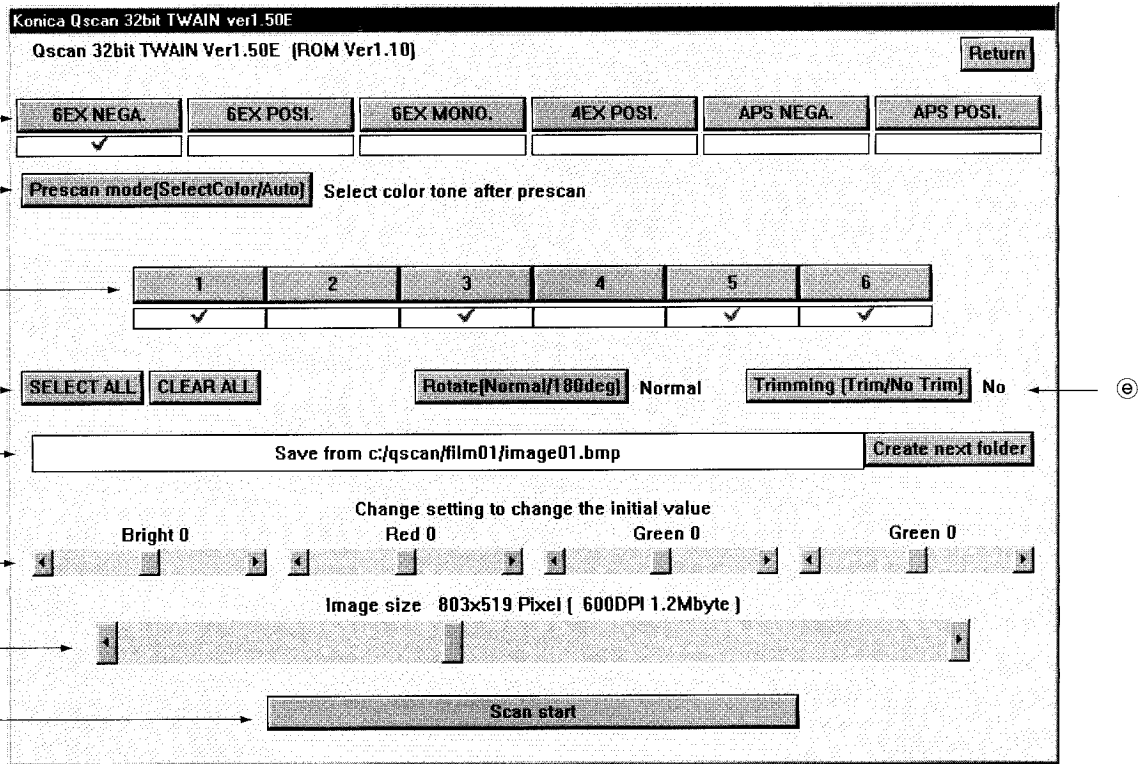 Konica Qscan 32bit TWAIN ver1.50E
Qscan 32bit TWAIN Ver1.50E (ROM Ver1.10)
Return
6EX NEGA. 6EX POSI. 6EX MONO. 4EX POSI. APS NEGA. APS POSI.
Prescan mode(SelectColor/Auto) Select color tone after prescan
1 2 3 4 5 6
SELECT ALL CLEAR ALL Rotate(Normal/180deg) Normal Trimming (Trim/No Trim) No ⓔ
Save from c:/qscan/film01/image01.bmp Create next folder
Change setting to change the initial value
Bright 0 Red 0 Green 0 Green 0
Image size 803x519 Pixel ( 600DPI 1.2Mbyte )
Scan start